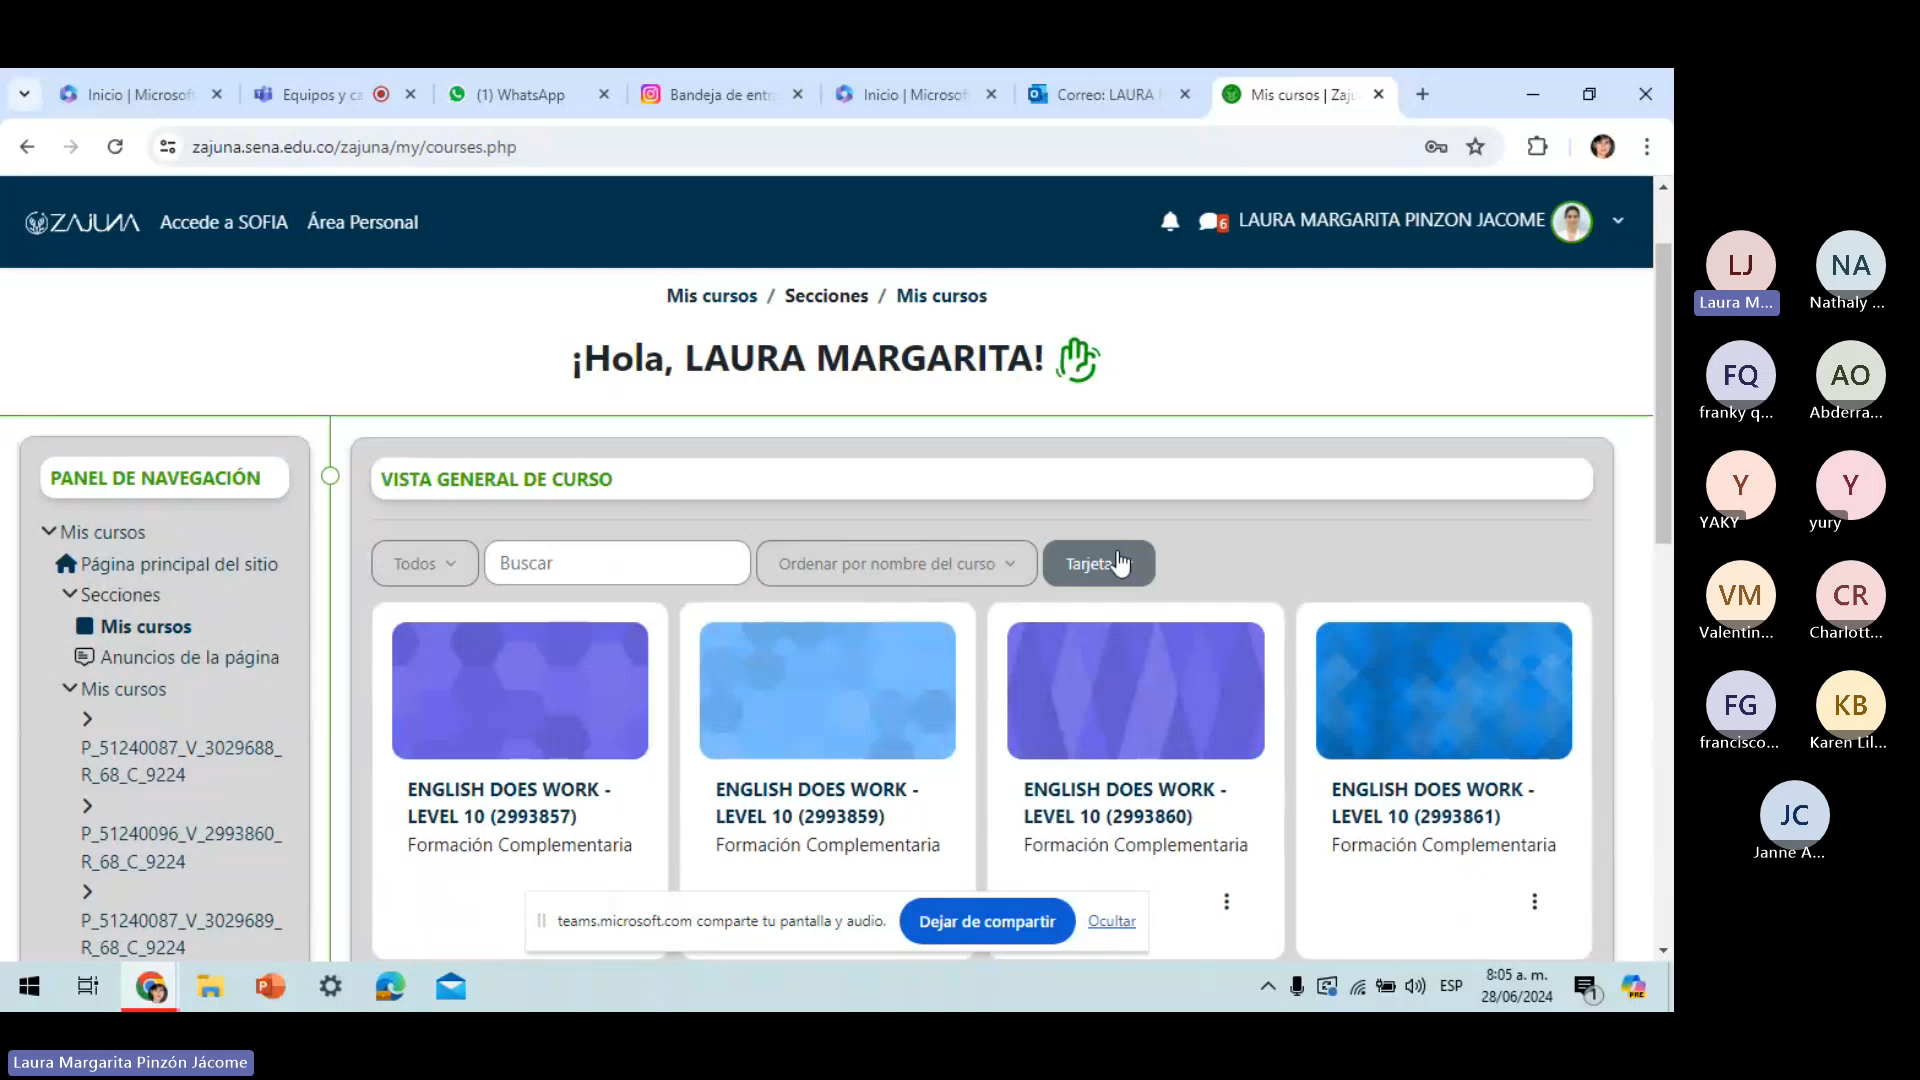 Inicio | Microsof
Equipos y ca
(1) WhatsApp
Bandeja de entr
Inicio | Microsof
Correo: LAURA
Mis cursos | Zaju
zajuna.sena.edu.co/zajuna/my/courses.php
ZAJUNA
Accede a SOFIA
Área Personal
6
LAURA MARGARITA PINZON JACOME
Mis cursos / Secciones / Mis cursos
¡Hola, LAURA MARGARITA!
PANEL DE NAVEGACIÓN
Mis cursos
Página principal del sitio
Secciones
Mis cursos
Anuncios de la página
Mis cursos
P_51240087_V_3029688_
R_68_C_9224
P_51240096_V_2993860_
R_68_C_9224
P_51240087_V_3029689_
R_68_C_9224
VISTA GENERAL DE CURSO
Todos
Buscar
Ordenar por nombre del curso
Tarjeta
ENGLISH DOES WORK -
LEVEL 10 (2993857)
Formación Complementaria
ENGLISH DOES WORK -
LEVEL 10 (2993859)
Formación Complementaria
ENGLISH DOES WORK -
LEVEL 10 (2993860)
Formación Complementaria
ENGLISH DOES WORK -
LEVEL 10 (2993861)
Formación Complementaria
teams.microsoft.com comparte tu pantalla y audio.
Dejar de compartir
Ocultar
ESP
8:05 a. m.
28/06/2024
1
PRE
LJ
Laura M...
NA
Nathaly ...
FQ
franky q...
AO
Abderra...
Y
YAKY
Y
yury
VM
Valentin...
CR
Charlott...
FG
francisco...
KB
Karen Lil...
JC
Janne A...
Laura Margarita Pinzón Jácome